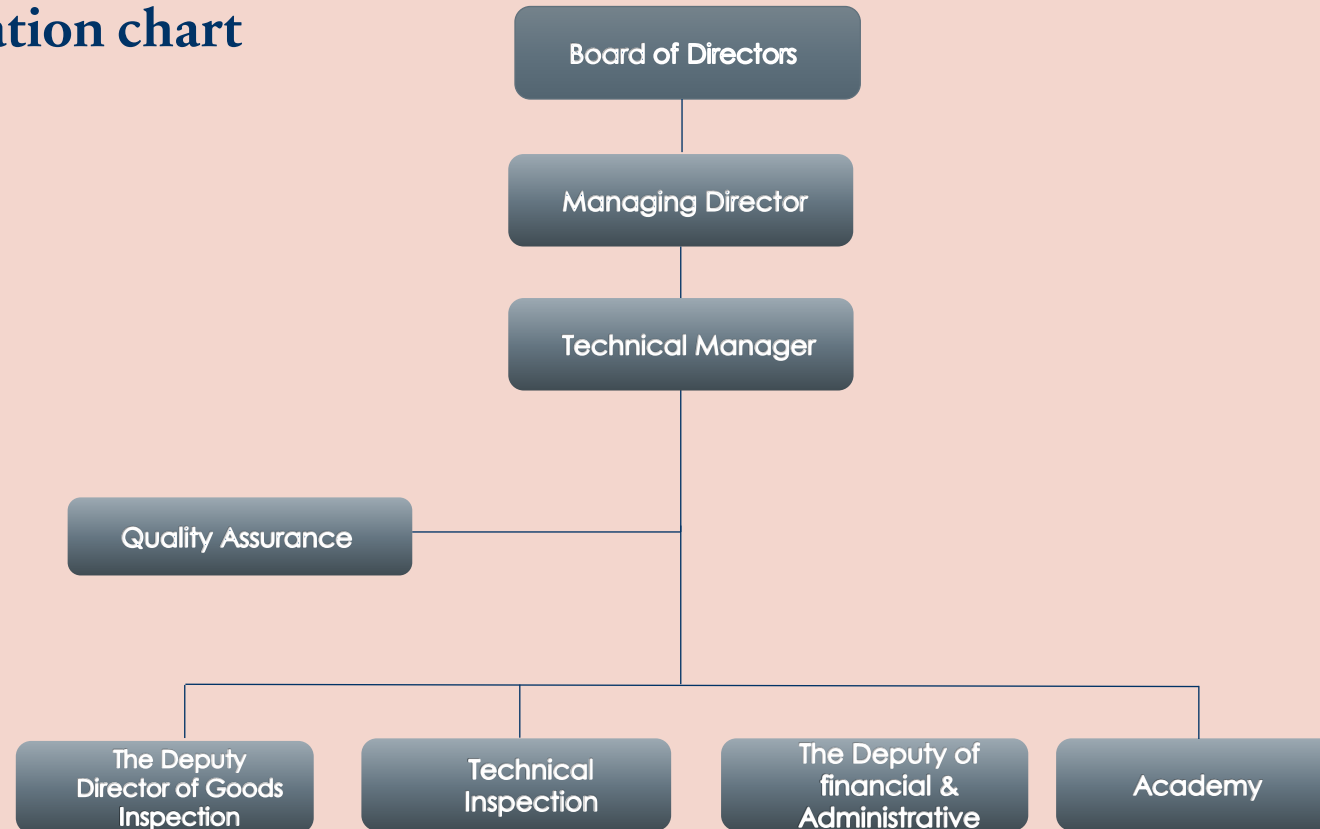 ation chart
Board of Directors
Managing Director
Technical Manager
Quality Assurance
The Deputy
Director of Goods
Inspection
Technical
Inspection
The Deputy of
financial &
Administrative
Academy